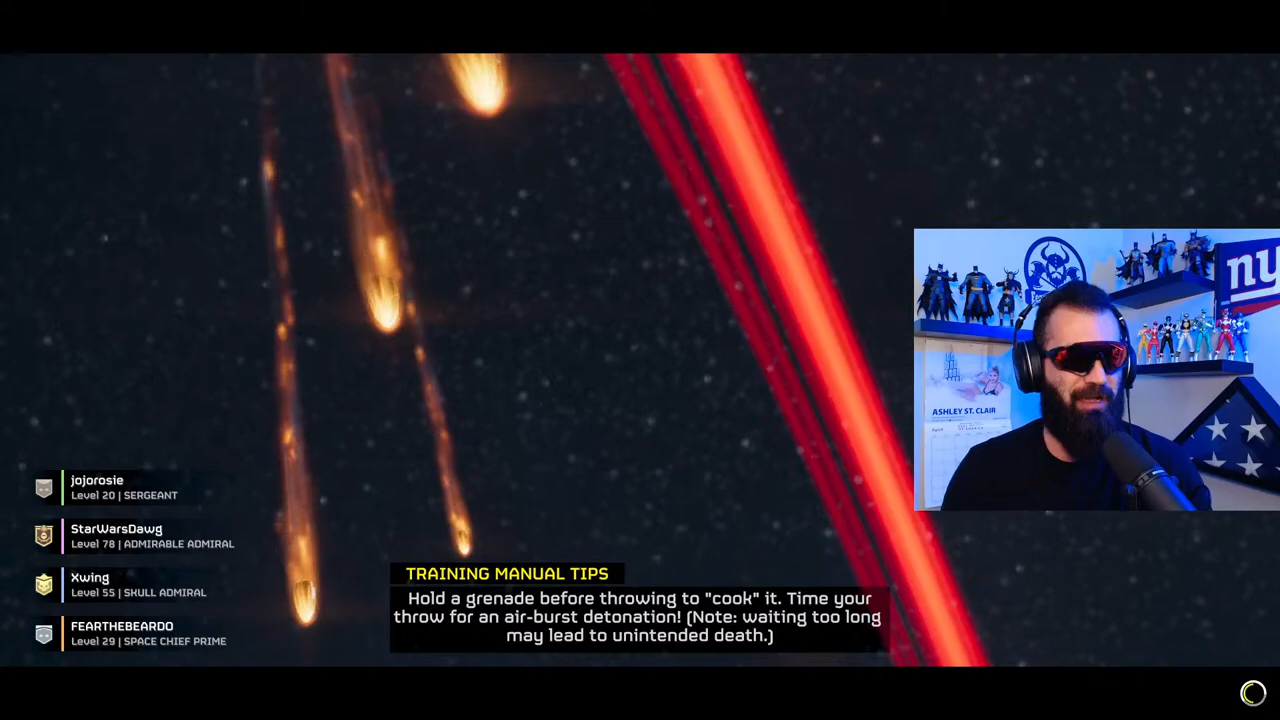 ny
ASHLEY ST. CLAIR
April
jojorosie
Level 20 | SERGEANT
StarWarsDawg
Level 78 | ADMIRABLE ADMIRAL
Xwing
Level 55 | SKULL ADMIRAL
FEARTHEBEARDO
Level 29 | SPACE CHIEF PRIME
TRAINING MANUAL TIPS
Hold a grenade before throwing to "cook" it. Time your
throw for an air-burst detonation! (Note: waiting too long
may lead to unintended death.)